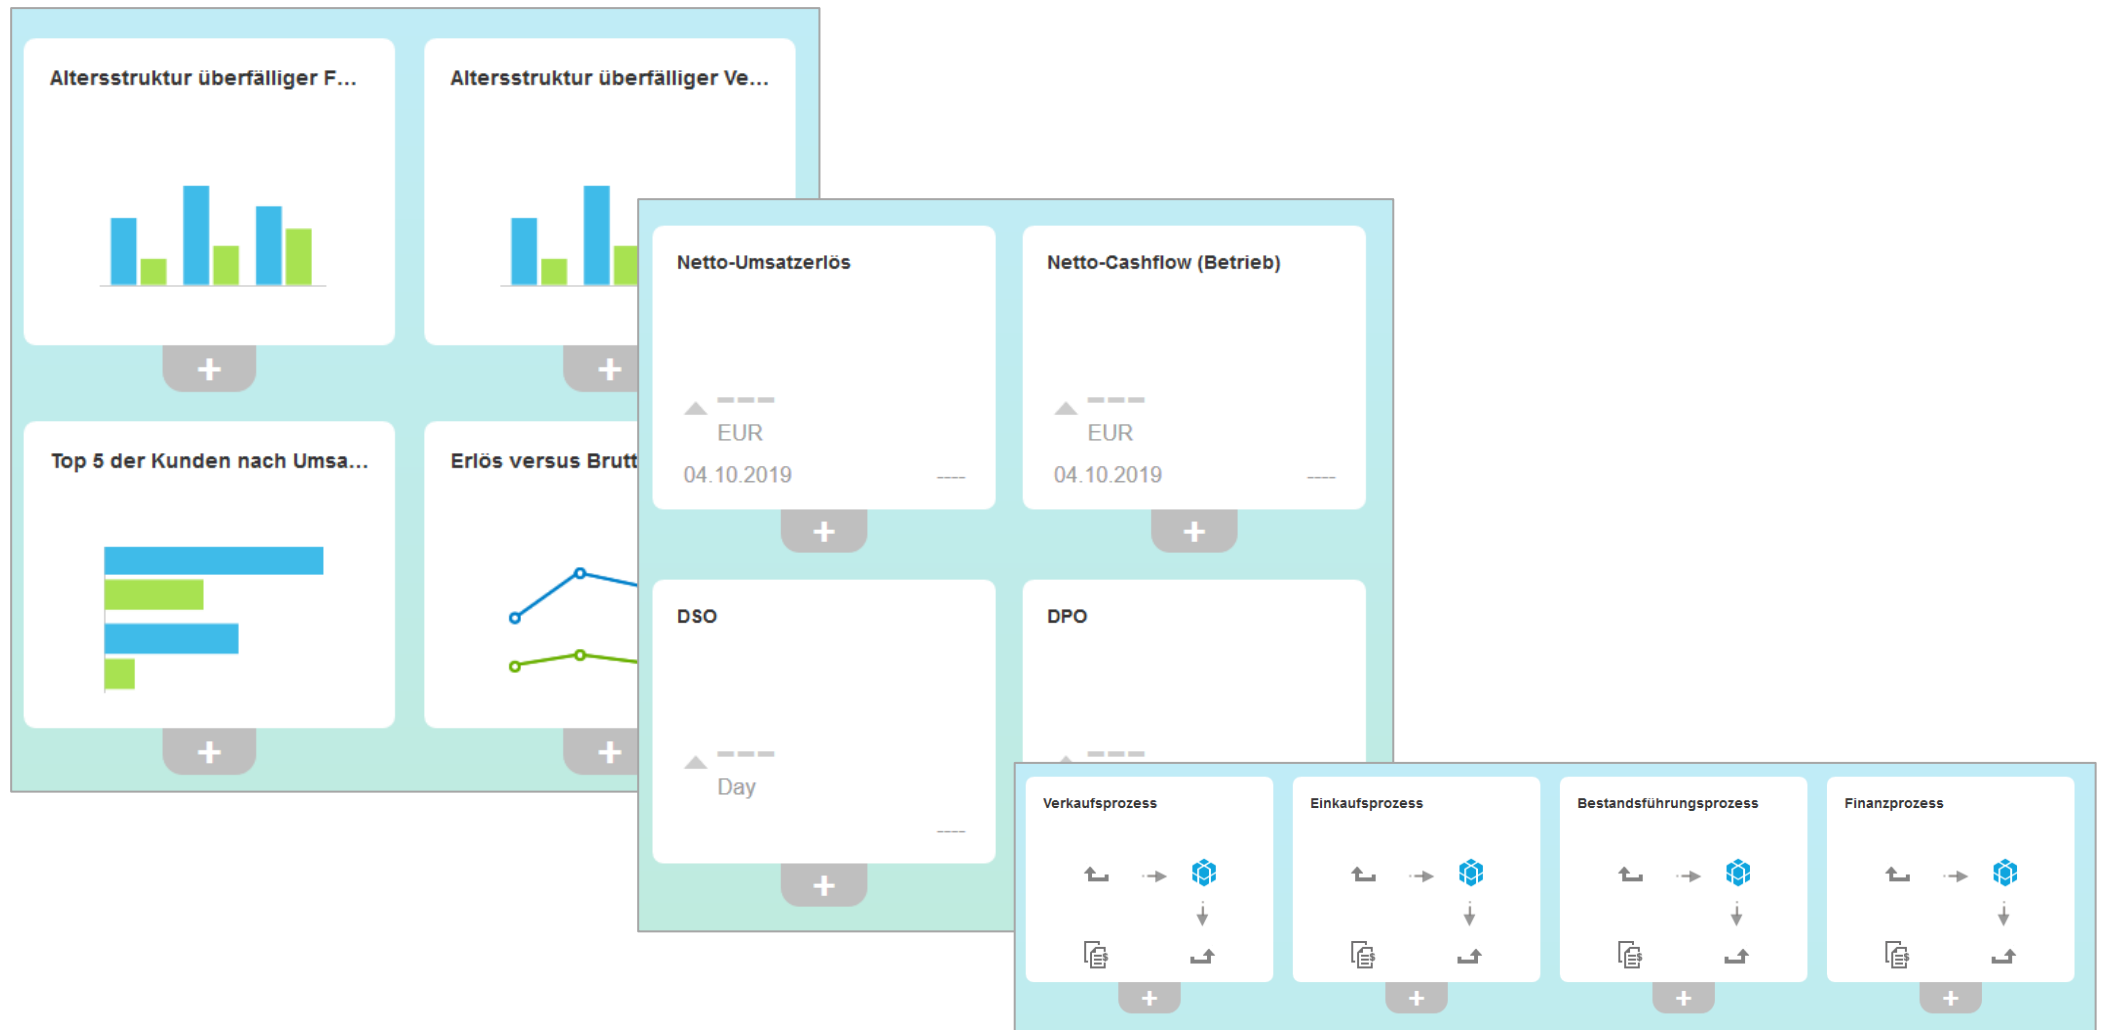 Altersstruktur überfälliger F...
Altersstruktur überfälliger Ve...
+
+
Top 5 der Kunden nach Umsa...
Erlös versus Brutt
+
+
Netto-Umsatzerlös
Netto-Cashflow (Betrieb)
---
EUR
04.10.2019
----
---
EUR
04.10.2019
----
+
+
DSO
DPO
---
Day
----
---
+
Verkaufsprozess
Einkaufsprozess
Bestandsführungsprozess
Finanzprozess
+
+
+
+